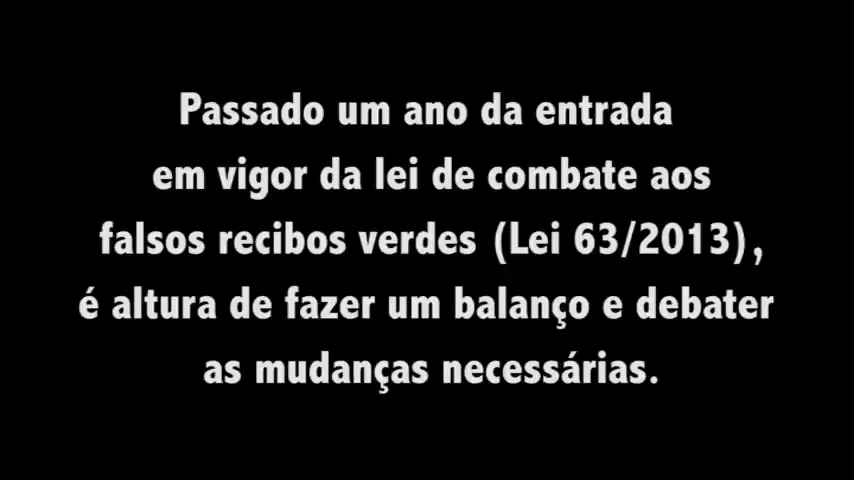 Passado um ano da entrada
em vigor da lei de combate aos
falsos recibos verdes (Lei 63/2013),
é altura de fazer um balanço e debater
as mudanças necessárias.